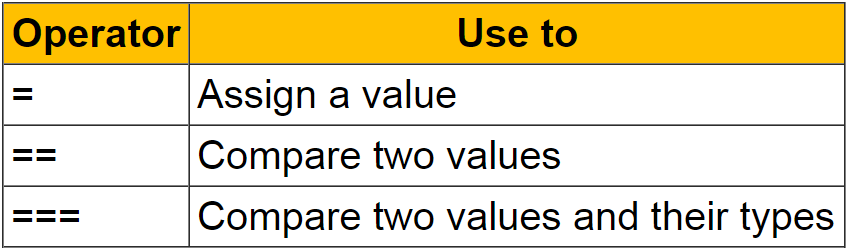 Operator Use to
= Assign a value
== Compare two values
=== Compare two values and their types